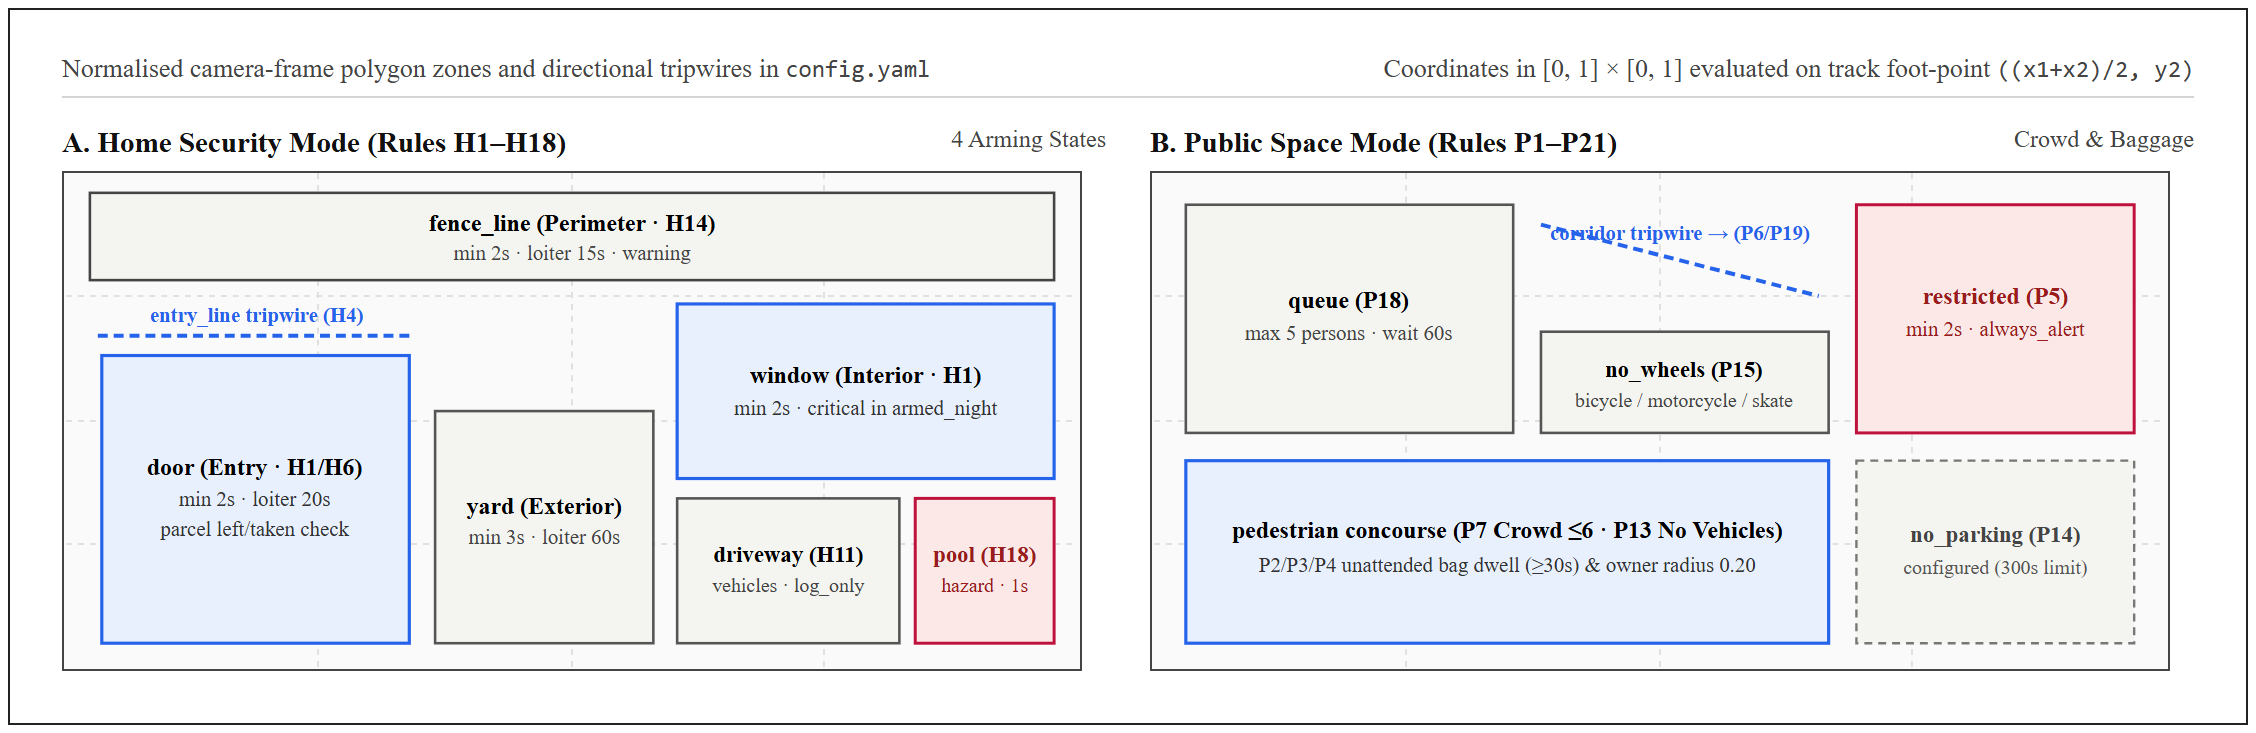 Normalised camera-frame polygon zones and directional tripwires in config.yaml
Coordinates in [0, 1] × [0, 1] evaluated on track foot-point ((x1+x2)/2, y2)
A. Home Security Mode (Rules H1–H18)
4 Arming States
fence_line (Perimeter · H14)
min 2s · loiter 15s · warning
entry_line tripwire (H4)
door (Entry · H1/H6)
min 2s · loiter 20s
parcel left/taken check
yard (Exterior)
min 3s · loiter 60s
window (Interior · H1)
min 2s · critical in armed_night
driveway (H11)
vehicles · log_only
pool (H18)
hazard · 1s
B. Public Space Mode (Rules P1–P21)
Crowd & Baggage
queue (P18)
max 5 persons · wait 60s
corridor tripwire → (P6/P19)
no_wheels (P15)
bicycle / motorcycle / skate
restricted (P5)
min 2s · always_alert
pedestrian concourse (P7 Crowd ≤6 · P13 No Vehicles)
P2/P3/P4 unattended bag dwell (≥30s) & owner radius 0.20
no_parking (P14)
configured (300s limit)